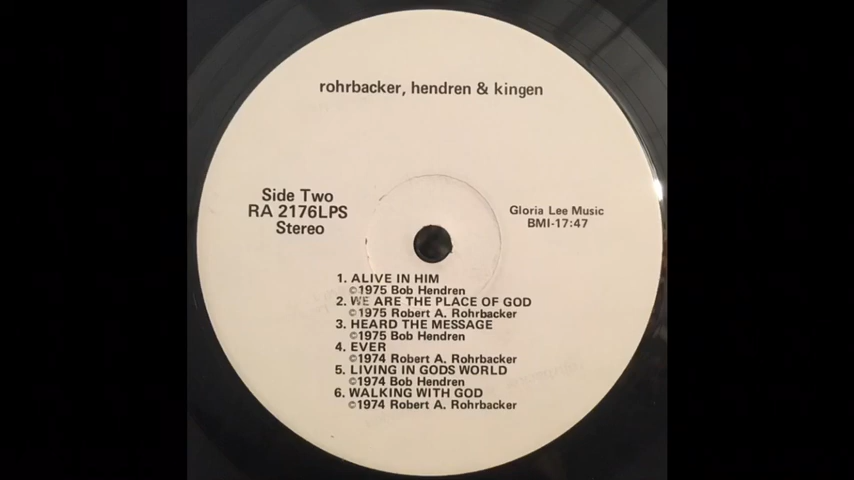 rohrbacker, hendren & kingen
Side Two
RA 2176LPS
Stereo
Gloria Lee Music
BMI-17:47
1. ALIVE IN HIM
©1975 Bob Hendren
2. WE ARE THE PLACE OF GOD
©1975 Robert A. Rohrbacker
3. HEARD THE MESSAGE
©1975 Bob Hendren
4. EVER
©1974 Robert A. Rohrbacker
5. LIVING IN GODS WORLD
©1974 Bob Hendren
6. WALKING WITH GOD
©1974 Robert A. Rohrbacker